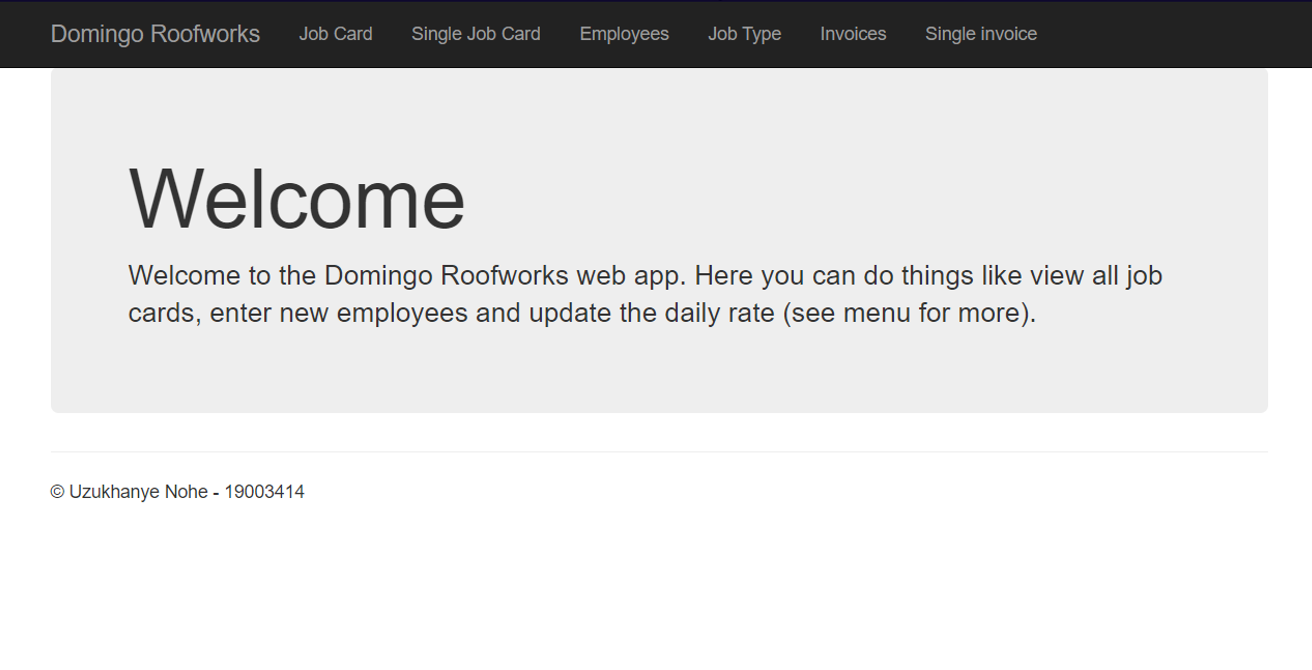 Domingo Roofworks Job Card Single Job Card Employees Job Type Invoices Single invoice
Welcome
Welcome to the Domingo Roofworks web app. Here you can do things like view all job
cards, enter new employees and update the daily rate (see menu for more).
© Uzukhanye Nohe - 19003414